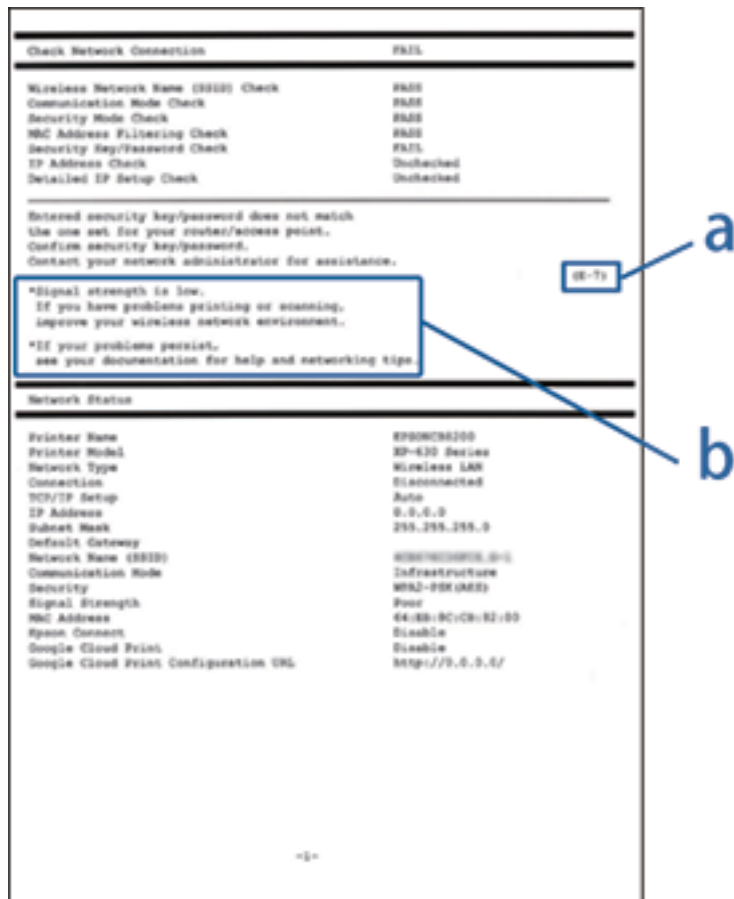 Check Network Connection FAIL
Wireless Network Name (SSID) Check PASS
Communication Mode Check PASS
Security Mode Check PASS
MAC Address Filtering Check PASS
Security Key/Password Check FAIL
IP Address Check Unchecked
Detailed IP Setup Check Unchecked
Entered security key/password does not match
the one set for your router/access point.
Confirm security key/password.
Contact your network administrator for assistance.
(E-7)
a
*Signal strength is low.
If you have problems printing or scanning,
improve your wireless network environment.
*If your problems persist,
see your documentation for help and networking tips.
b
Network Status
Printer Name
Printer Model XP-630 Series
Network Type Wireless LAN
Connection Disconnected
TCP/IP Setup Auto
IP Address 0.0.0.0
Subnet Mask 255.255.255.0
Default Gateway
Network Name (SSID)
Communication Mode Infrastructure
Security WPA2-PSK(AES)
Signal Strength Poor
MAC Address
Epson Connect Disable
Google Cloud Print Disable
Google Cloud Print Configuration URL http://0.0.0.0/
-1-